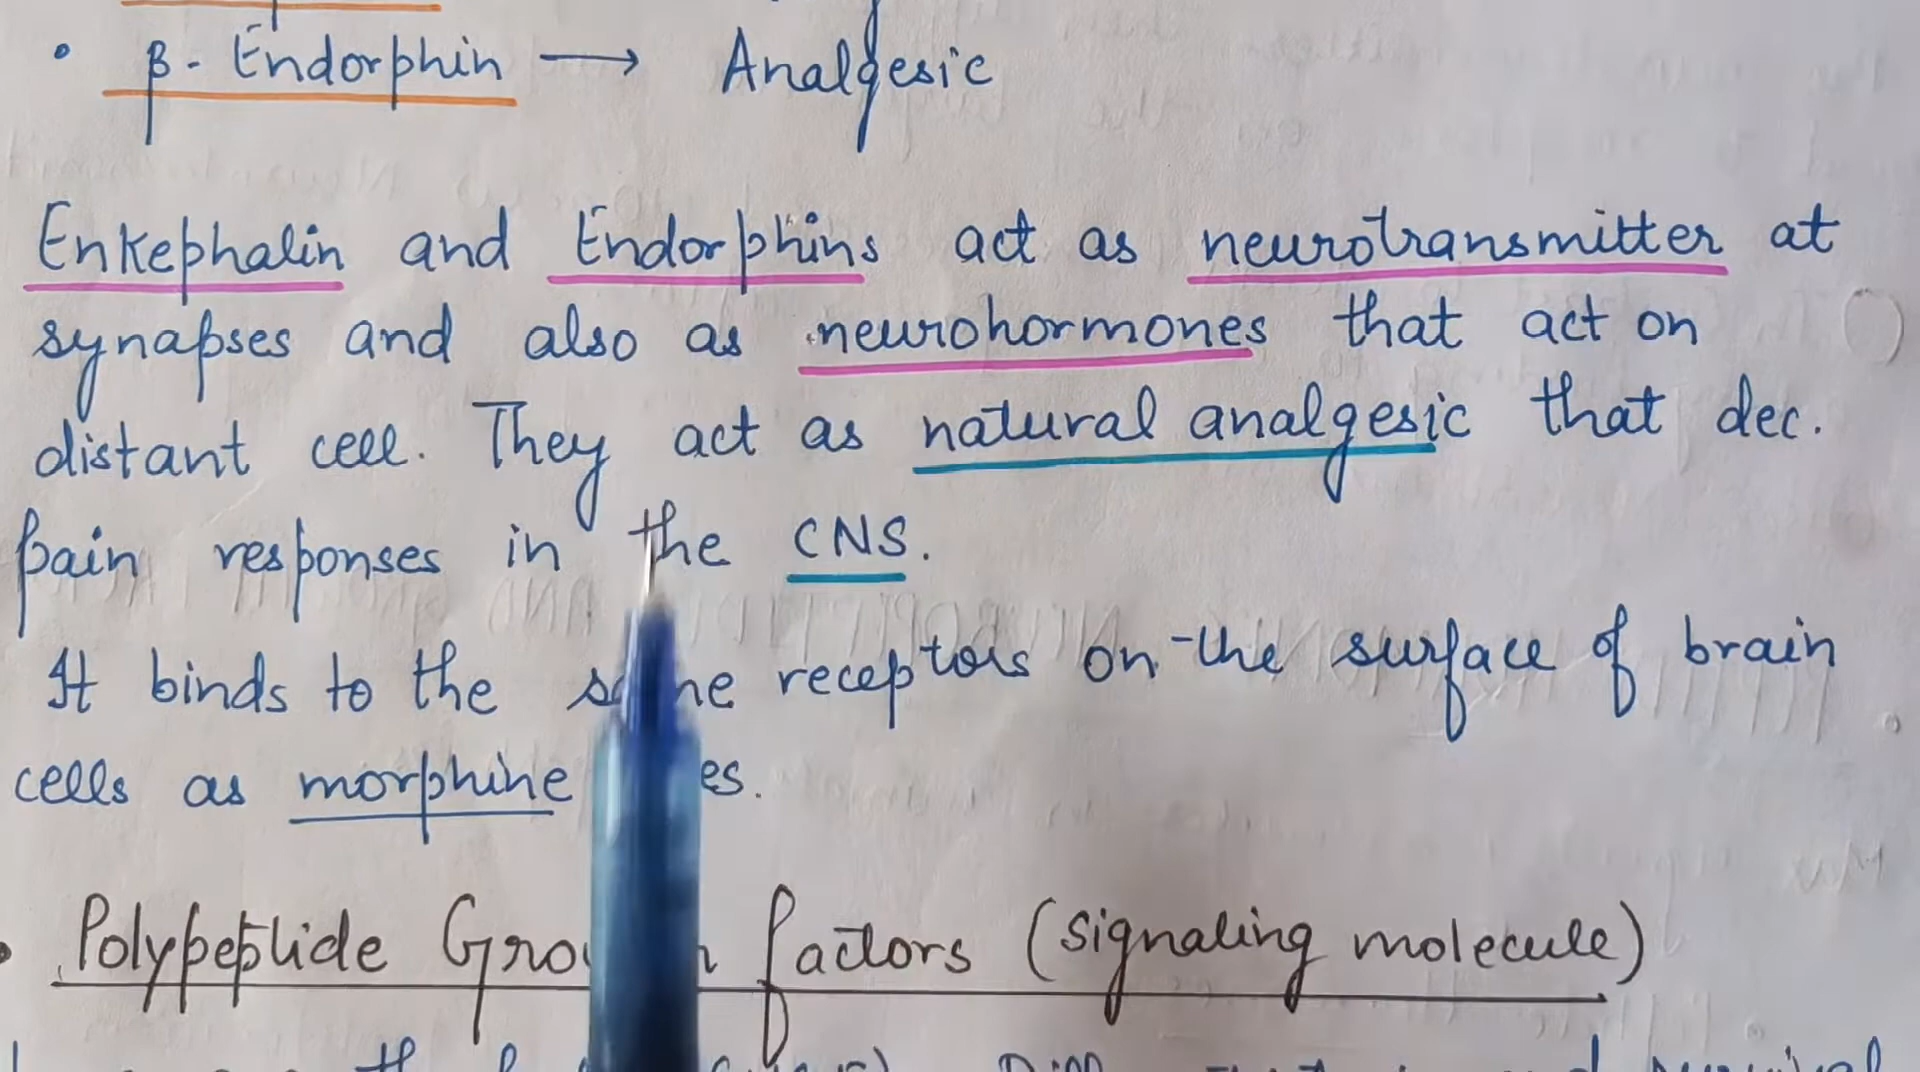 • β- Endorphin → Analgesic
Enkephalin and Endorphins act as neurotransmitter at
synapses and also as neurohormones that act on
distant cell. They act as natural analgesic that dec.
pain responses in the CNS.
It binds to the receptors on the surface of brain
cells as morphine
• Polypeptide factors (signaling molecule)